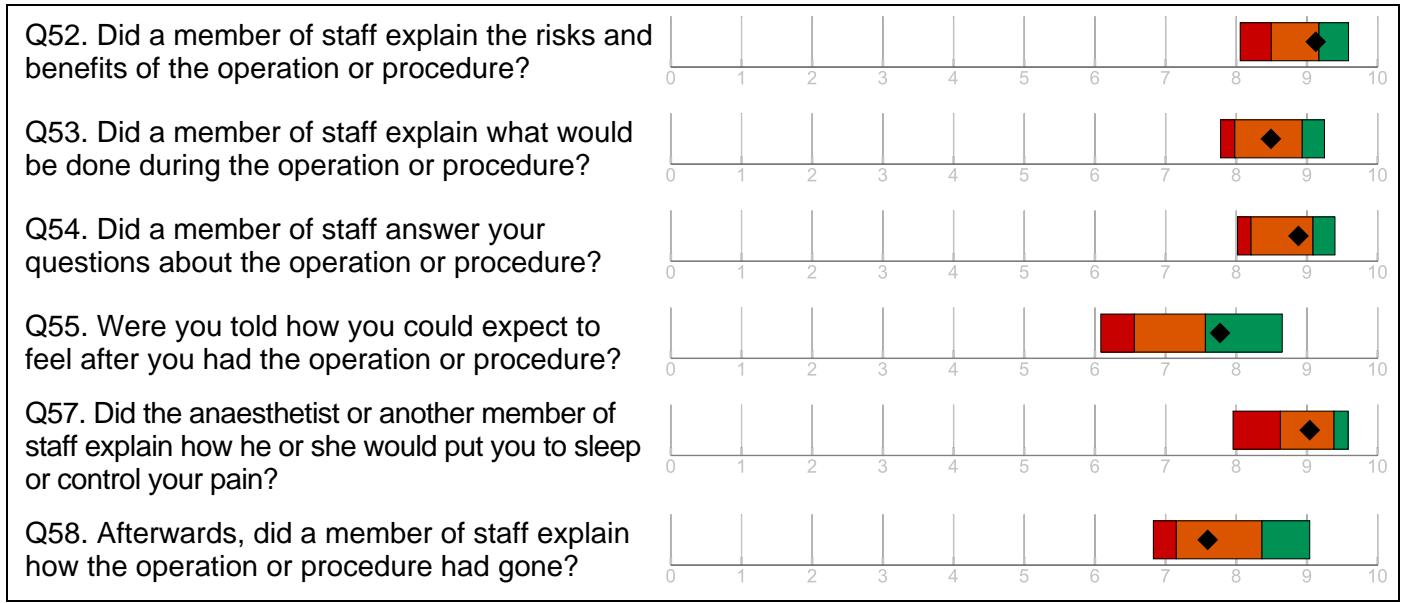 Q52. Did a member of staff explain the risks and
benefits of the operation or procedure?
0 1 2 3 4 5 6 7 8 9 10
Q53. Did a member of staff explain what would
be done during the operation or procedure?
0 1 2 3 4 5 6 7 8 9 10
Q54. Did a member of staff answer your
questions about the operation or procedure?
0 1 2 3 4 5 6 7 8 9 10
Q55. Were you told how you could expect to
feel after you had the operation or procedure?
0 1 2 3 4 5 6 7 8 9 10
Q57. Did the anaesthetist or another member of
staff explain how he or she would put you to sleep
or control your pain?
0 1 2 3 4 5 6 7 8 9 10
Q58. Afterwards, did a member of staff explain
how the operation or procedure had gone?
0 1 2 3 4 5 6 7 8 9 10